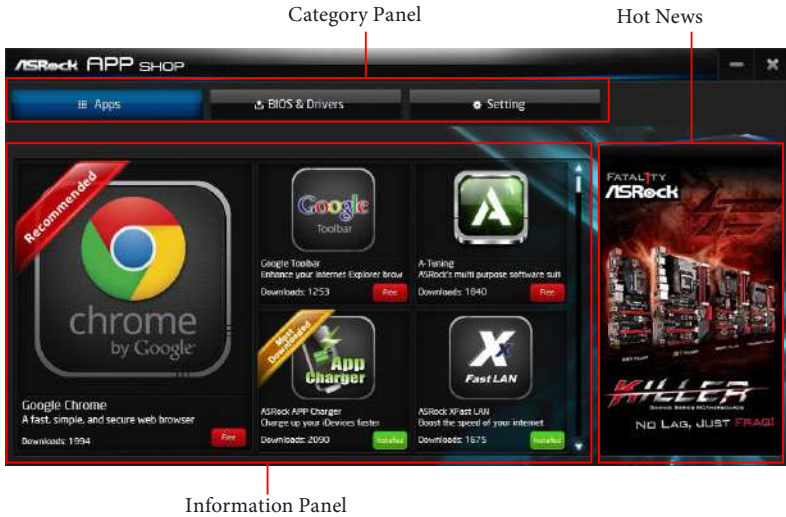 Category Panel
Hot News
ASRock APP SHOP
Apps
BIOS & Drivers
Setting
Recommended
chrome
by Google
Google Chrome
A fast, simple, and secure web browser
Downloads: 1994
Free
Google
Toolbar
Google Toolbar
Enhance your Internet Explorer brow
Downloads: 1253
Free
A
A-Tuning
ASRock's multi purpose software suit
Downloads: 1840
Free
Most
Downloaded
App
Charger
ASRock APP Charger
Charge up your iDevices faster
Downloads: 2090
Installed
X
Fast LAN
ASRock XFast LAN
Boost the speed of your internet
Downloads: 1675
Installed
FATAL1TY
ASRock
KILLER
GAMING SERIES MOTHERBOARDS
NO LAG, JUST FRAG!
Information Panel